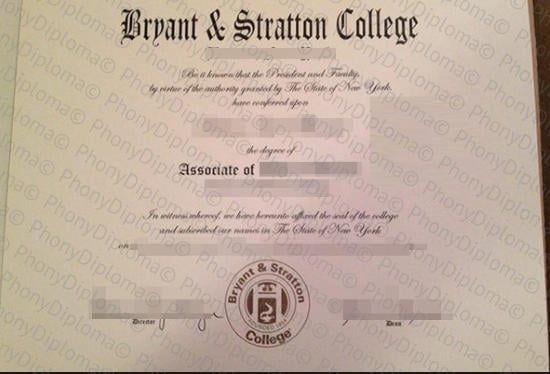 Bryant & Stratton College
Be it known that the President and Faculty,
by virtue of the authority granted by The State of New York,
have conferred upon
the degree of
Associate of
In witness whereof, we have hereunto affixed the seal of the college
and subscribed our names in The State of New York
on
Bryant & Stratton
FOUNDED 1854
College
Director
Dean
PhonyDiploma©